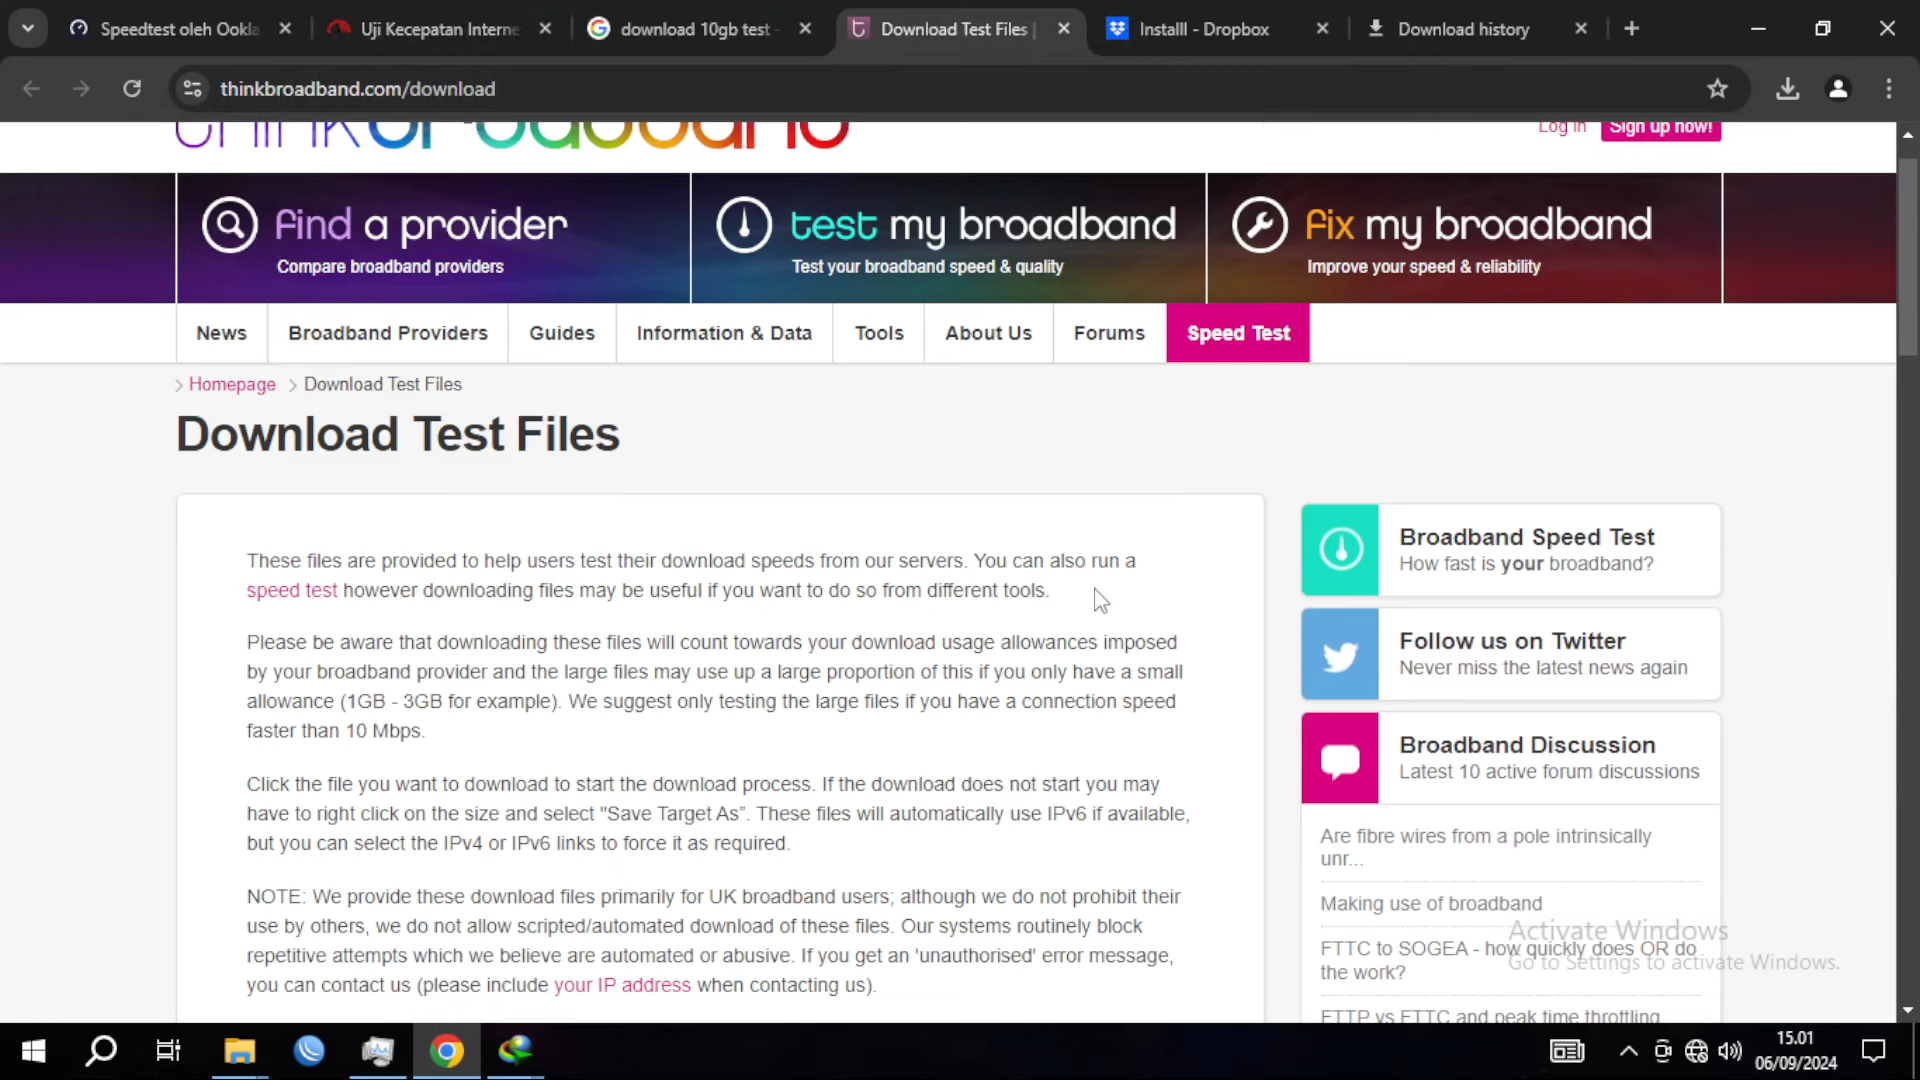 Speedtest oleh Ookla
Uji Kecepatan Interne
download 10gb test -
Download Test Files |
Installl - Dropbox
Download history
thinkbroadband.com/download
thinkbroadband
Log in
Sign up now!
find a provider
Compare broadband providers
test my broadband
Test your broadband speed & quality
fix my broadband
Improve your speed & reliability
News
Broadband Providers
Guides
Information & Data
Tools
About Us
Forums
Speed Test
Homepage
Download Test Files
Download Test Files
These files are provided to help users test their download speeds from our servers. You can also run a
speed test however downloading files may be useful if you want to do so from different tools.
Please be aware that downloading these files will count towards your download usage allowances imposed
by your broadband provider and the large files may use up a large proportion of this if you only have a small
allowance (1GB - 3GB for example). We suggest only testing the large files if you have a connection speed
faster than 10 Mbps.
Click the file you want to download to start the download process. If the download does not start you may
have to right click on the size and select "Save Target As". These files will automatically use IPv6 if available,
but you can select the IPv4 or IPv6 links to force it as required.
NOTE: We provide these download files primarily for UK broadband users; although we do not prohibit their
use by others, we do not allow scripted/automated download of these files. Our systems routinely block
repetitive attempts which we believe are automated or abusive. If you get an 'unauthorised' error message,
you can contact us (please include your IP address when contacting us).
Broadband Speed Test
How fast is your broadband?
Follow us on Twitter
Never miss the latest news again
Broadband Discussion
Latest 10 active forum discussions
Are fibre wires from a pole intrinsically
unr...
Making use of broadband
FTTC to SOGEA - how quickly does OR do
the work?
FTTP vs FTTC and peak time throttling
Activate Windows
Go to Settings to activate Windows.
15.01
06/09/2024